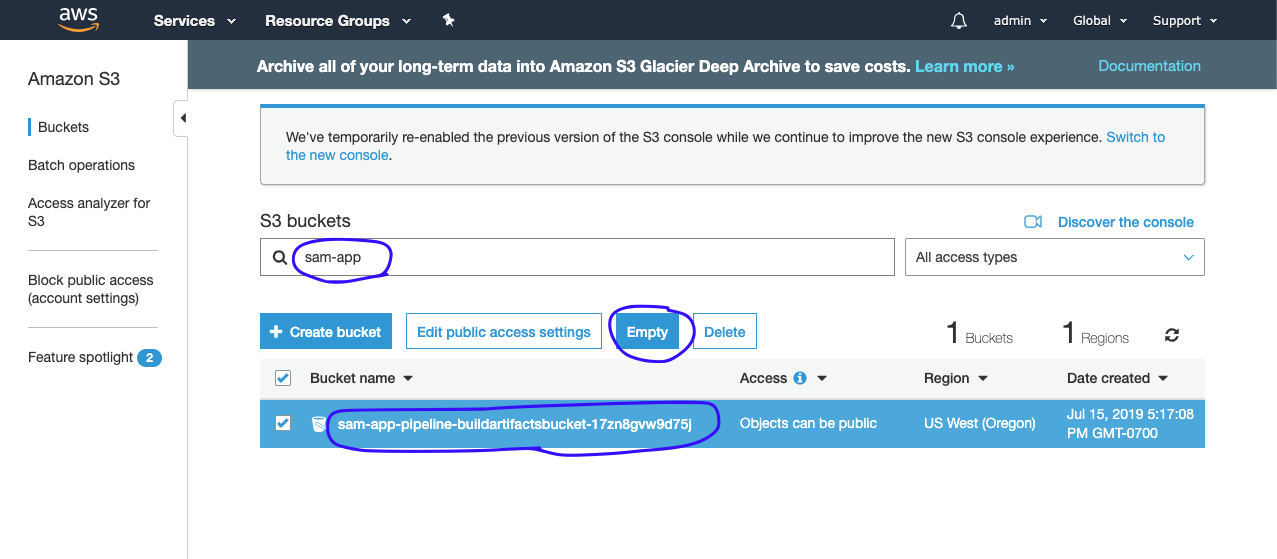 aws Services Resource Groups admin Global Support
Amazon S3
Buckets
Batch operations
Access analyzer for
S3
Block public access
(account settings)
Feature spotlight 2
Archive all of your long-term data into Amazon S3 Glacier Deep Archive to save costs. Learn more » Documentation
We've temporarily re-enabled the previous version of the S3 console while we continue to improve the new S3 console experience. Switch to
the new console.
S3 buckets Discover the console
sam-app All access types
+ Create bucket Edit public access settings Empty Delete 1 Buckets 1 Regions
Bucket name Access i Region Date created
sam-app-pipeline-buildartifactsbucket-17zn8gvw9d75j Objects can be public US West (Oregon) Jul 15, 2019 5:17:08
PM GMT-0700